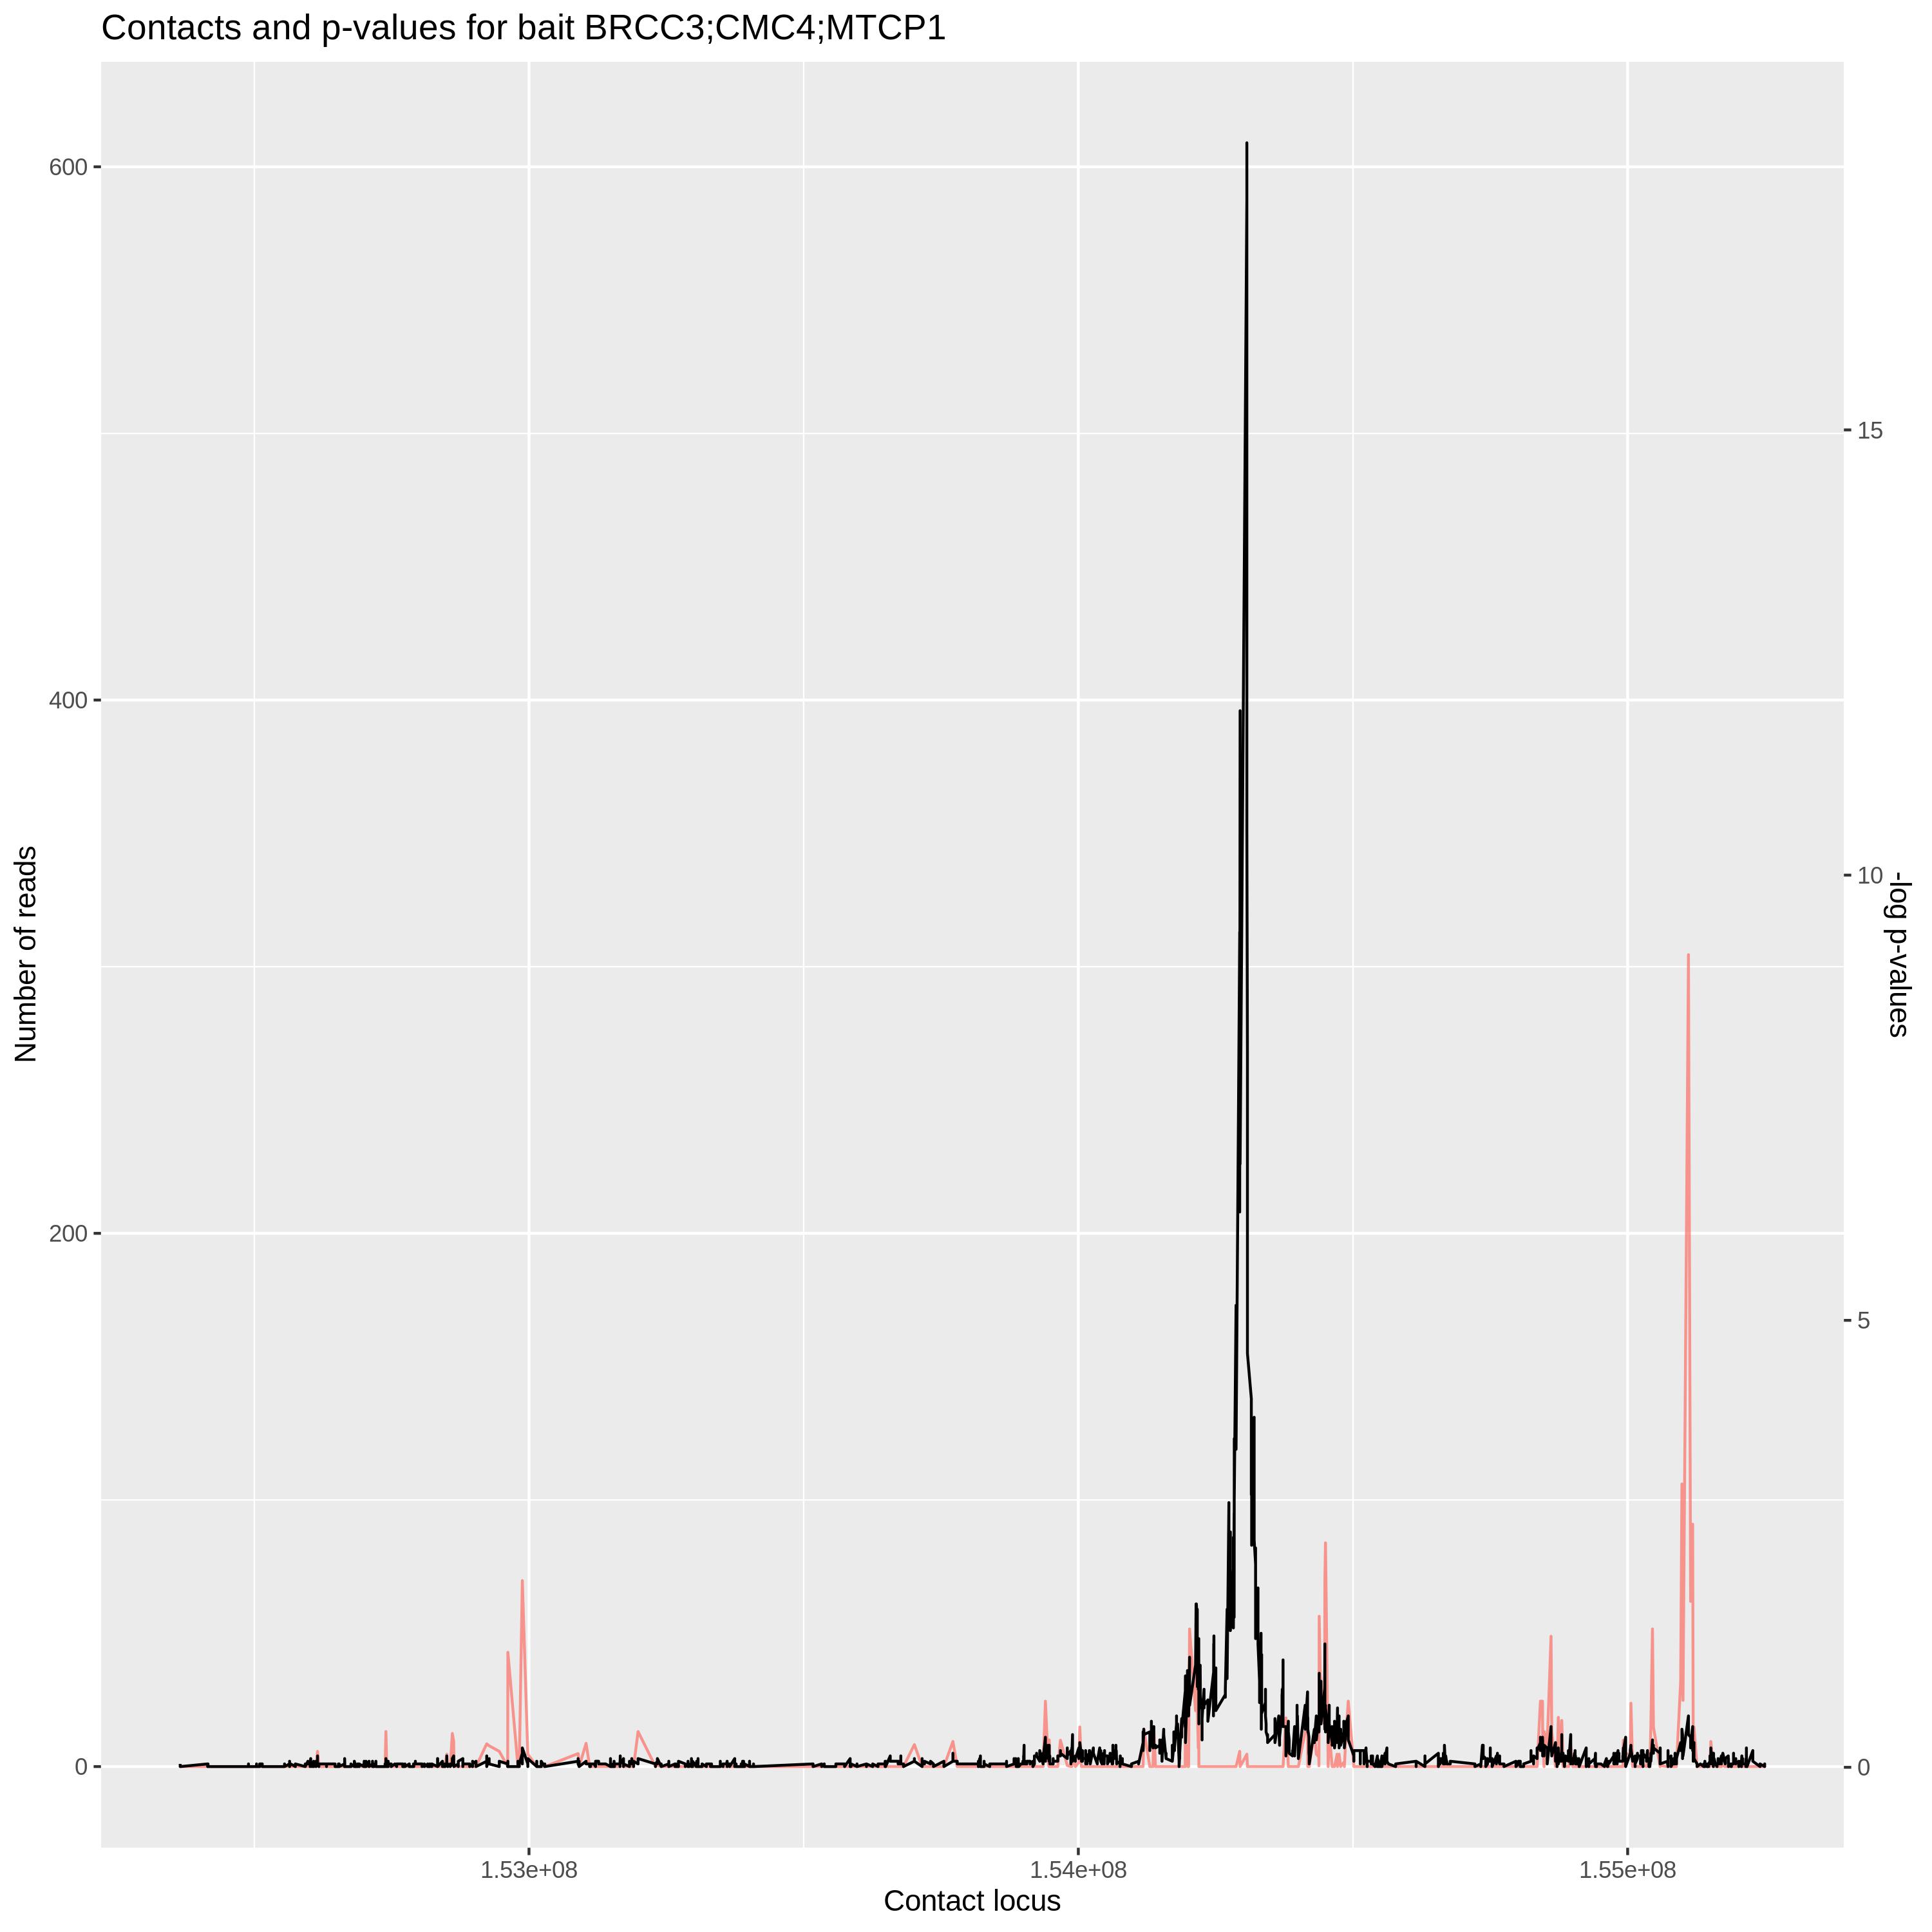 Contacts and p-values for bait BRCC3;CMC4;MTCP1
600
400
200
0
Number of reads
15
10
5
0
-log p-values
1.53e+08
1.54e+08
1.55e+08
Contact locus